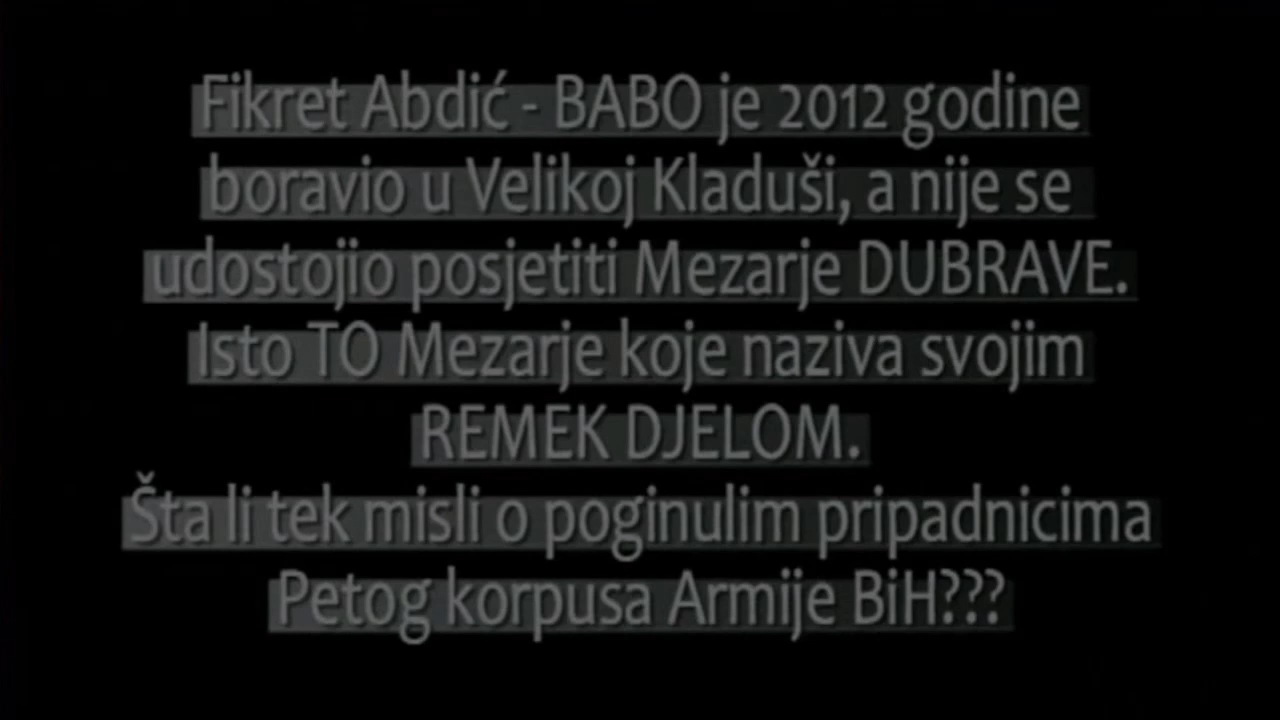 Fikret Abdić - BABO je 2012 godine
boravio u Velikoj Kladuši, a nije se
udostojio posjetiti Mezarje DUBRAVE.
Isto TO Mezarje koje naziva svojim
REMEK DJELOM.
Šta li tek misli o poginulim pripadnicima
Petog korpusa Armije BiH???